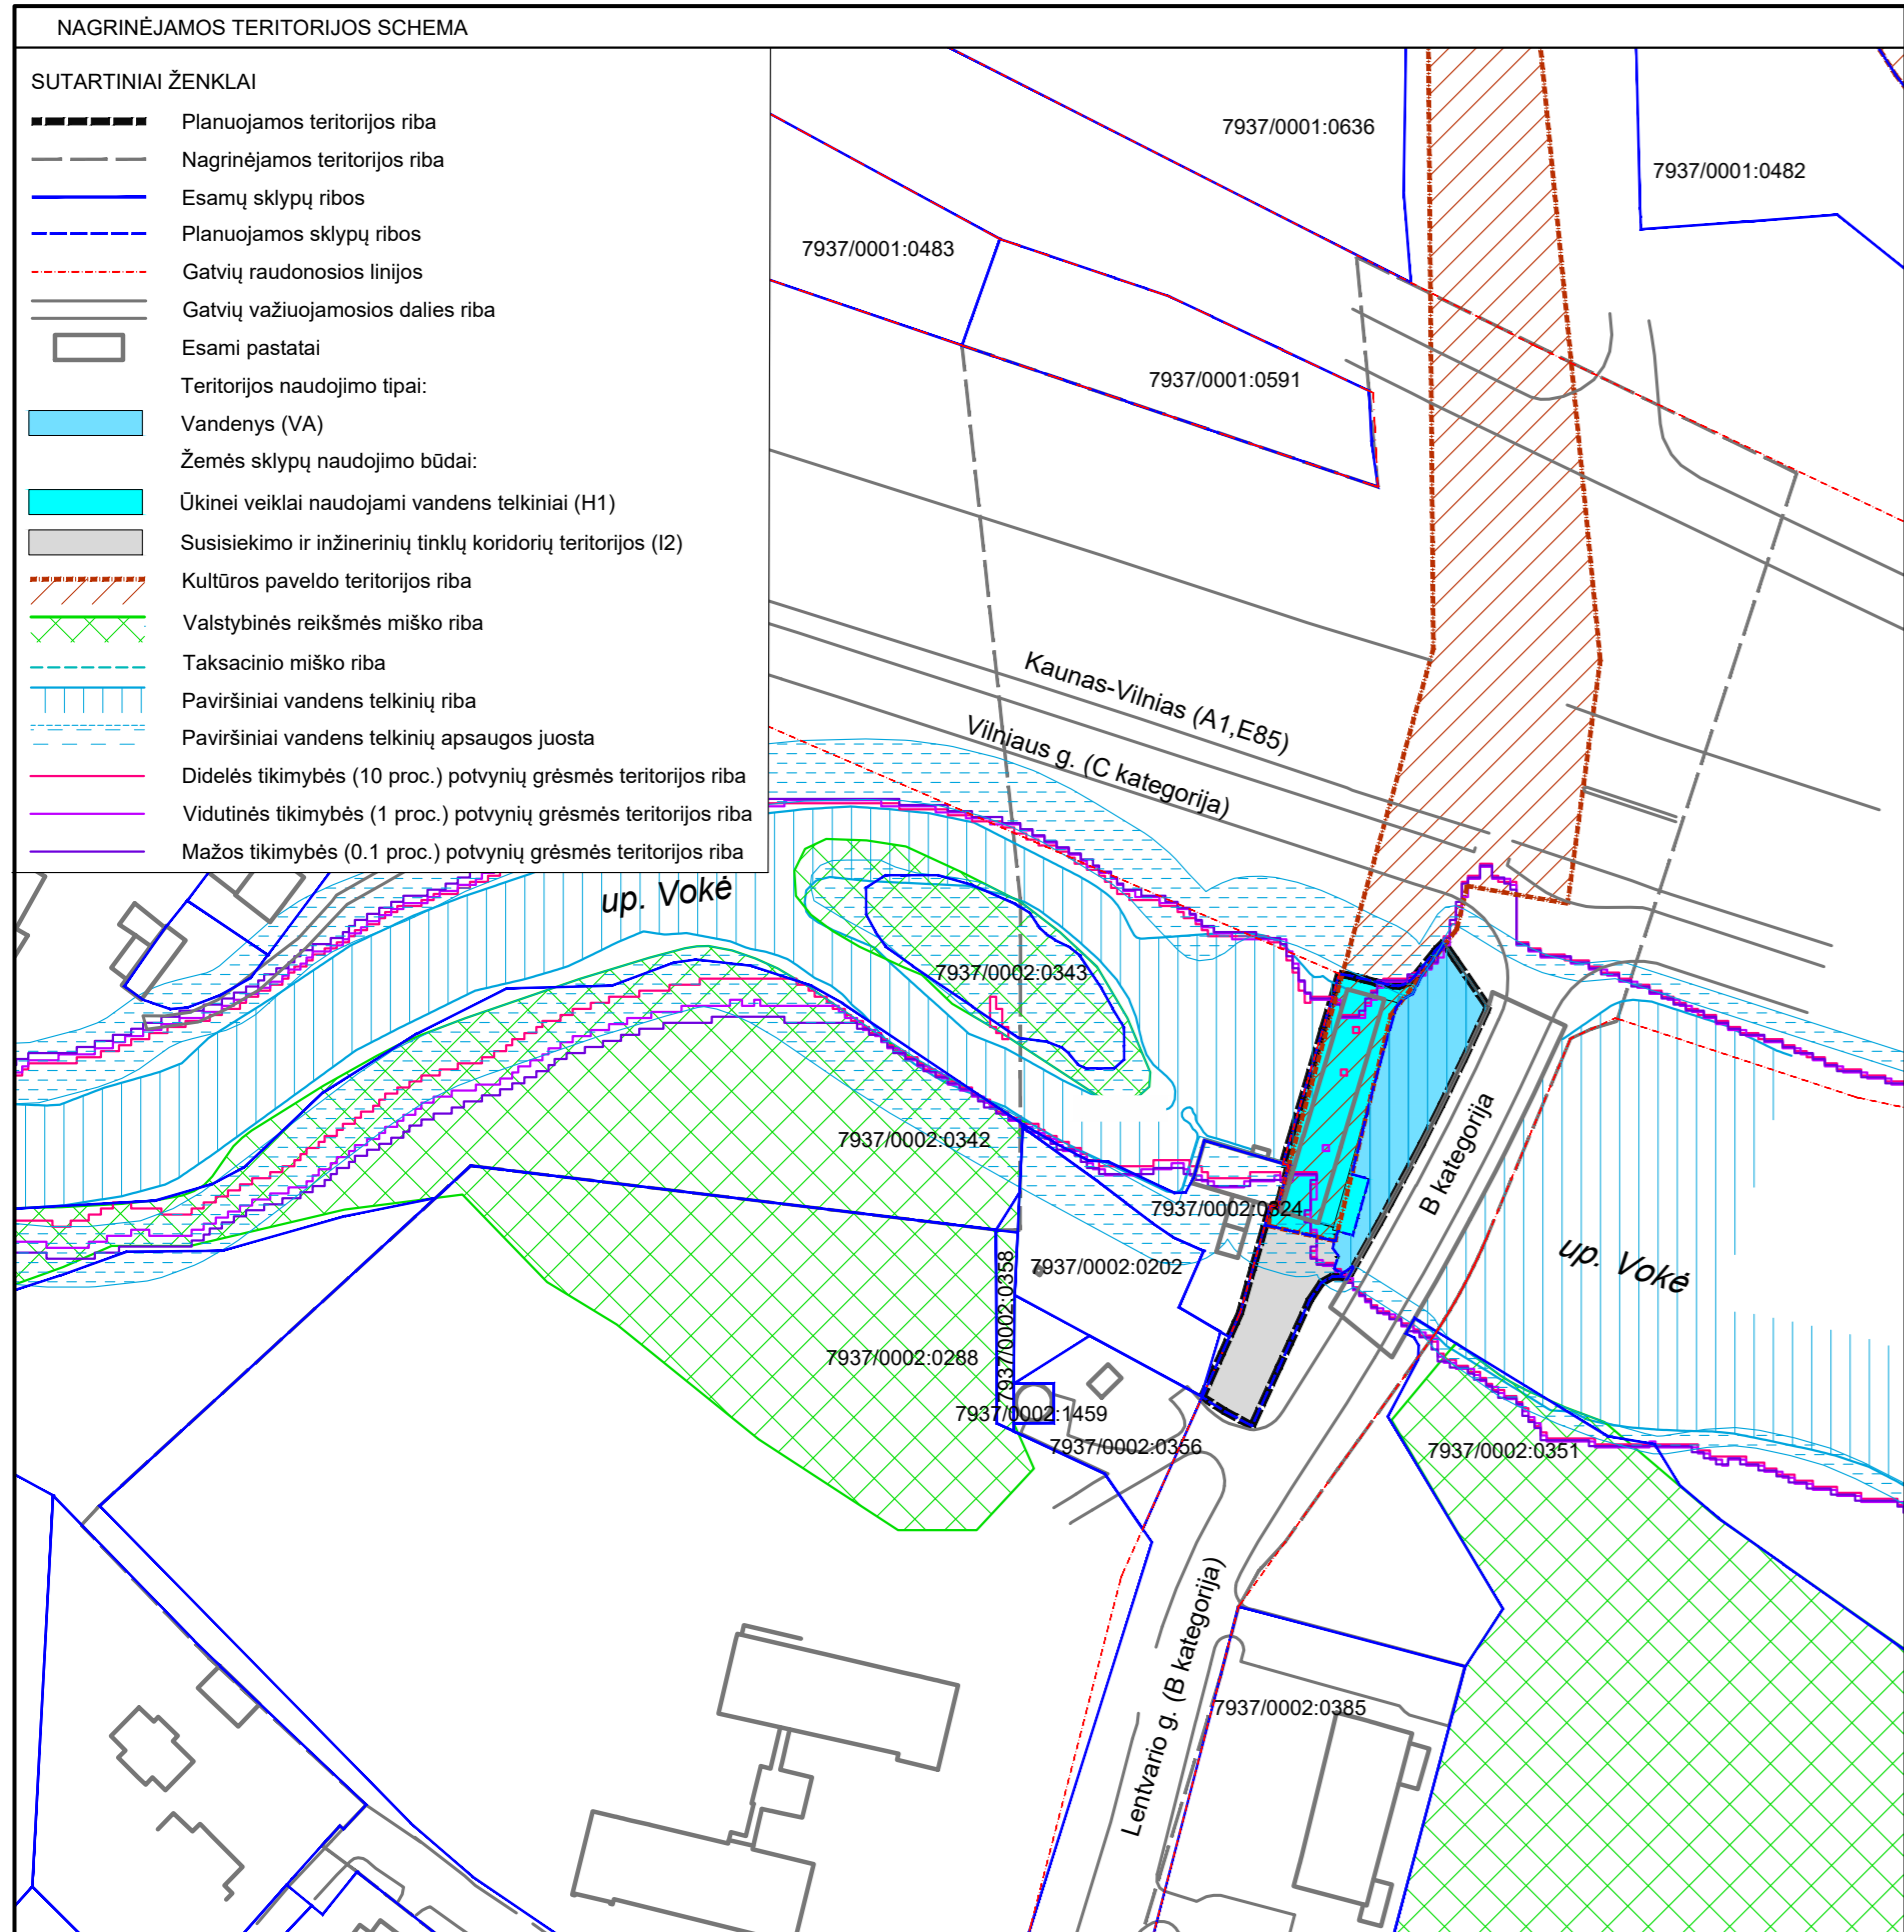 NAGRINĖJAMOS TERITORIJOS SCHEMA
SUTARTINIAI ŽENKLAI
Planuojamos teritorijos riba
Nagrinėjamos teritorijos riba
Esamų sklypų ribos
Planuojamos sklypų ribos
Gatvių raudonosios linijos
Gatvių važiuojamosios dalies riba
Esami pastatai
Teritorijos naudojimo tipai:
Vandenys (VA)
Žemės sklypų naudojimo būdai:
Ūkinei veiklai naudojami vandens telkiniai (H1)
Susisiekimo ir inžinerinių tinklų koridorių teritorijos (I2)
Kultūros paveldo teritorijos riba
Valstybinės reikšmės miško riba
Taksacinio miško riba
Paviršiniai vandens telkinių riba
Paviršiniai vandens telkinių apsaugos juosta
Didelės tikimybės (10 proc.) potvynių grėsmės teritorijos riba
Vidutinės tikimybės (1 proc.) potvynių grėsmės teritorijos riba
Mažos tikimybės (0.1 proc.) potvynių grėsmės teritorijos riba
7937/0001:0636
7937/0001:0482
7937/0001:0483
7937/0001:0591
Kaunas-Vilnias (A1,E85)
Vilniaus g. (C kategorija)
up. Vokė
7937/0002:0343
7937/0002:0342
B kategorija
7937/0002:0324
up. Vokė
7937/0002:0202
7937/0002:0358
7937/0002:0288
7937/0002:1459
7937/0002:0356
7937/0002:0351
Lentvario g. (B kategorija)
7937/0002:0385